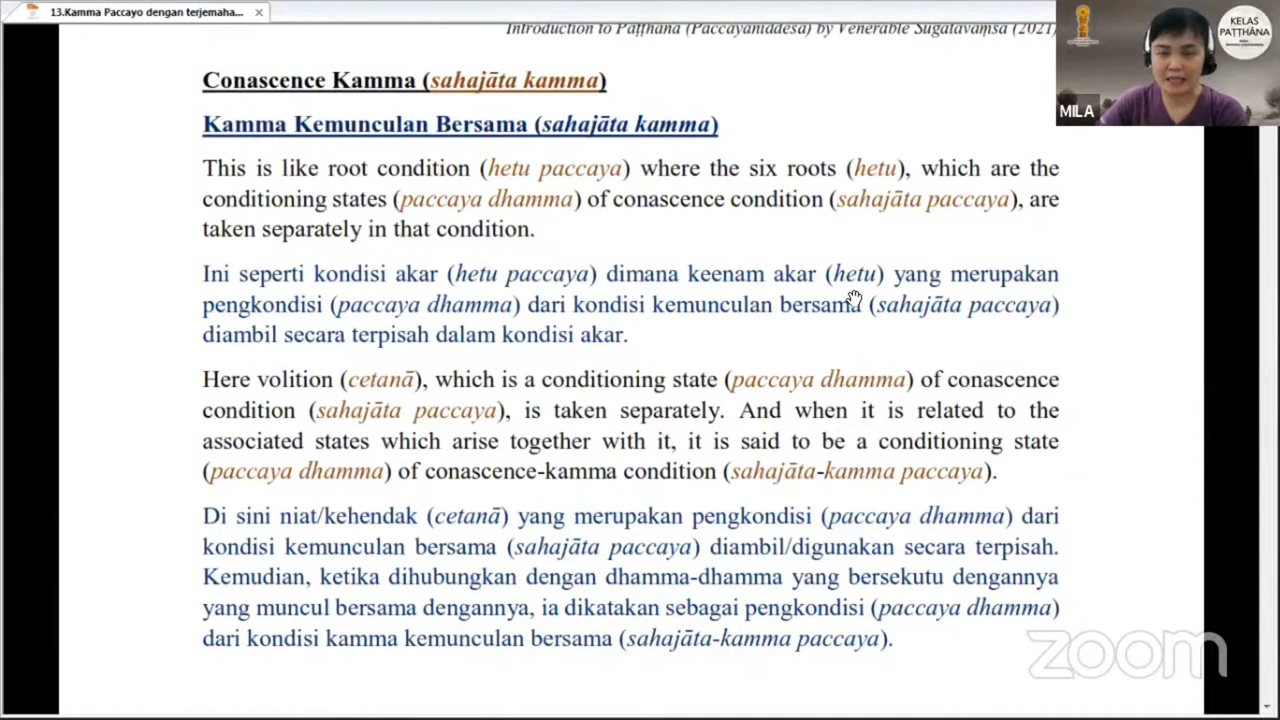 13.Kamma Paccayo dengan terjemaha...
Introduction to Paṭṭhāna (Paccayaniddesa) by Venerable Sugatavaṃsa (2021)
KELAS
PAṬṬHĀNA
MILA
Conascence Kamma (sahajāta kamma)
Kamma Kemunculan Bersama (sahajāta kamma)
This is like root condition (hetu paccaya) where the six roots (hetu), which are the
conditioning states (paccaya dhamma) of conascence condition (sahajāta paccaya), are
taken separately in that condition.
Ini seperti kondisi akar (hetu paccaya) dimana keenam akar (hetu) yang merupakan
pengkondisi (paccaya dhamma) dari kondisi kemunculan bersama (sahajāta paccaya)
diambil secara terpisah dalam kondisi akar.
Here volition (cetanā), which is a conditioning state (paccaya dhamma) of conascence
condition (sahajāta paccaya), is taken separately. And when it is related to the
associated states which arise together with it, it is said to be a conditioning state
(paccaya dhamma) of conascence-kamma condition (sahajāta-kamma paccaya).
Di sini niat/kehendak (cetanā) yang merupakan pengkondisi (paccaya dhamma) dari
kondisi kemunculan bersama (sahajāta paccaya) diambil/digunakan secara terpisah.
Kemudian, ketika dihubungkan dengan dhamma-dhamma yang bersekutu dengannya
yang muncul bersama dengannya, ia dikatakan sebagai pengkondisi (paccaya dhamma)
dari kondisi kamma kemunculan bersama (sahajāta-kamma paccaya).
zoom